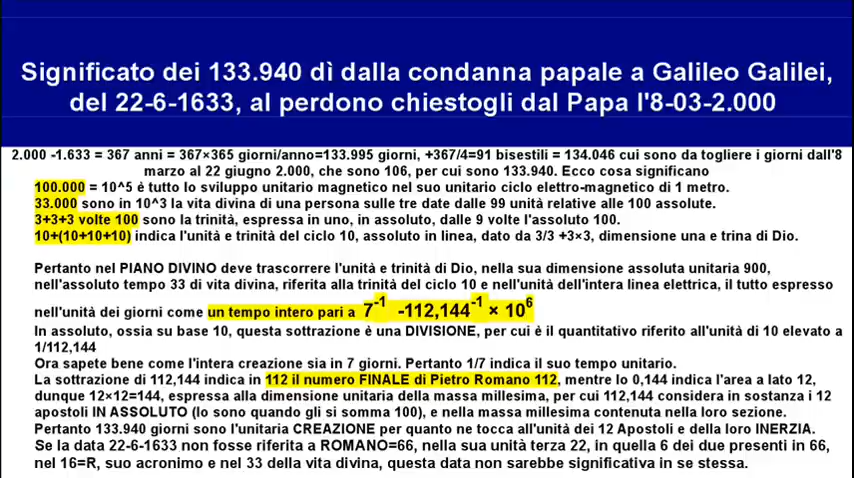 Significato dei 133.940 dì dalla condanna papale a Galileo Galilei,
del 22-6-1633, al perdono chiestogli dal Papa l'8-03-2.000
2.000 -1.633 = 367 anni = 367×365 giorni/anno=133.995 giorni, +367/4=91 bisestili = 134.046 cui sono da togliere i giorni dall'8
marzo al 22 giugno 2.000, che sono 106, per cui sono 133.940. Ecco cosa significano
100.000 = 10^5 è tutto lo sviluppo unitario magnetico nel suo unitario ciclo elettro-magnetico di 1 metro.
33.000 sono in 10^3 la vita divina di una persona sulle tre date dalle 99 unità relative alle 100 assolute.
3+3+3 volte 100 sono la trinità, espressa in uno, in assoluto, dalle 9 volte l'assoluto 100.
10+(10+10+10) indica l'unità e trinità del ciclo 10, assoluto in linea, dato da 3/3 +3×3, dimensione una e trina di Dio.
Pertanto nel PIANO DIVINO deve trascorrere l'unità e trinità di Dio, nella sua dimensione assoluta unitaria 900,
nell'assoluto tempo 33 di vita divina, riferita alla trinità del ciclo 10 e nell'unità dell'intera linea elettrica, il tutto espresso
nell'unità dei giorni come un tempo intero pari a 7^-1 -112,144^-1 × 10^6
In assoluto, ossia su base 10, questa sottrazione é una DIVISIONE, per cui è il quantitativo riferito all'unità di 10 elevato a
1/112,144
Ora sapete bene come l'intera creazione sia in 7 giorni. Pertanto 1/7 indica il suo tempo unitario.
La sottrazione di 112,144 indica in 112 il numero FINALE di Pietro Romano 112, mentre lo 0,144 indica l'area a lato 12,
dunque 12×12=144, espressa alla dimensione unitaria della massa millesima, per cui 112,144 considera in sostanza i 12
apostoli IN ASSOLUTO (lo sono quando gli si somma 100), e nella massa millesima contenuta nella loro sezione.
Pertanto 133.940 giorni sono l'unitaria CREAZIONE per quanto ne tocca all'unità dei 12 Apostoli e della loro INERZIA.
Se la data 22-6-1633 non fosse riferita a ROMANO=66, nella sua unità terza 22, in quella 6 dei due presenti in 66,
nel 16=R, suo acronimo e nel 33 della vita divina, questa data non sarebbe significativa in se stessa.